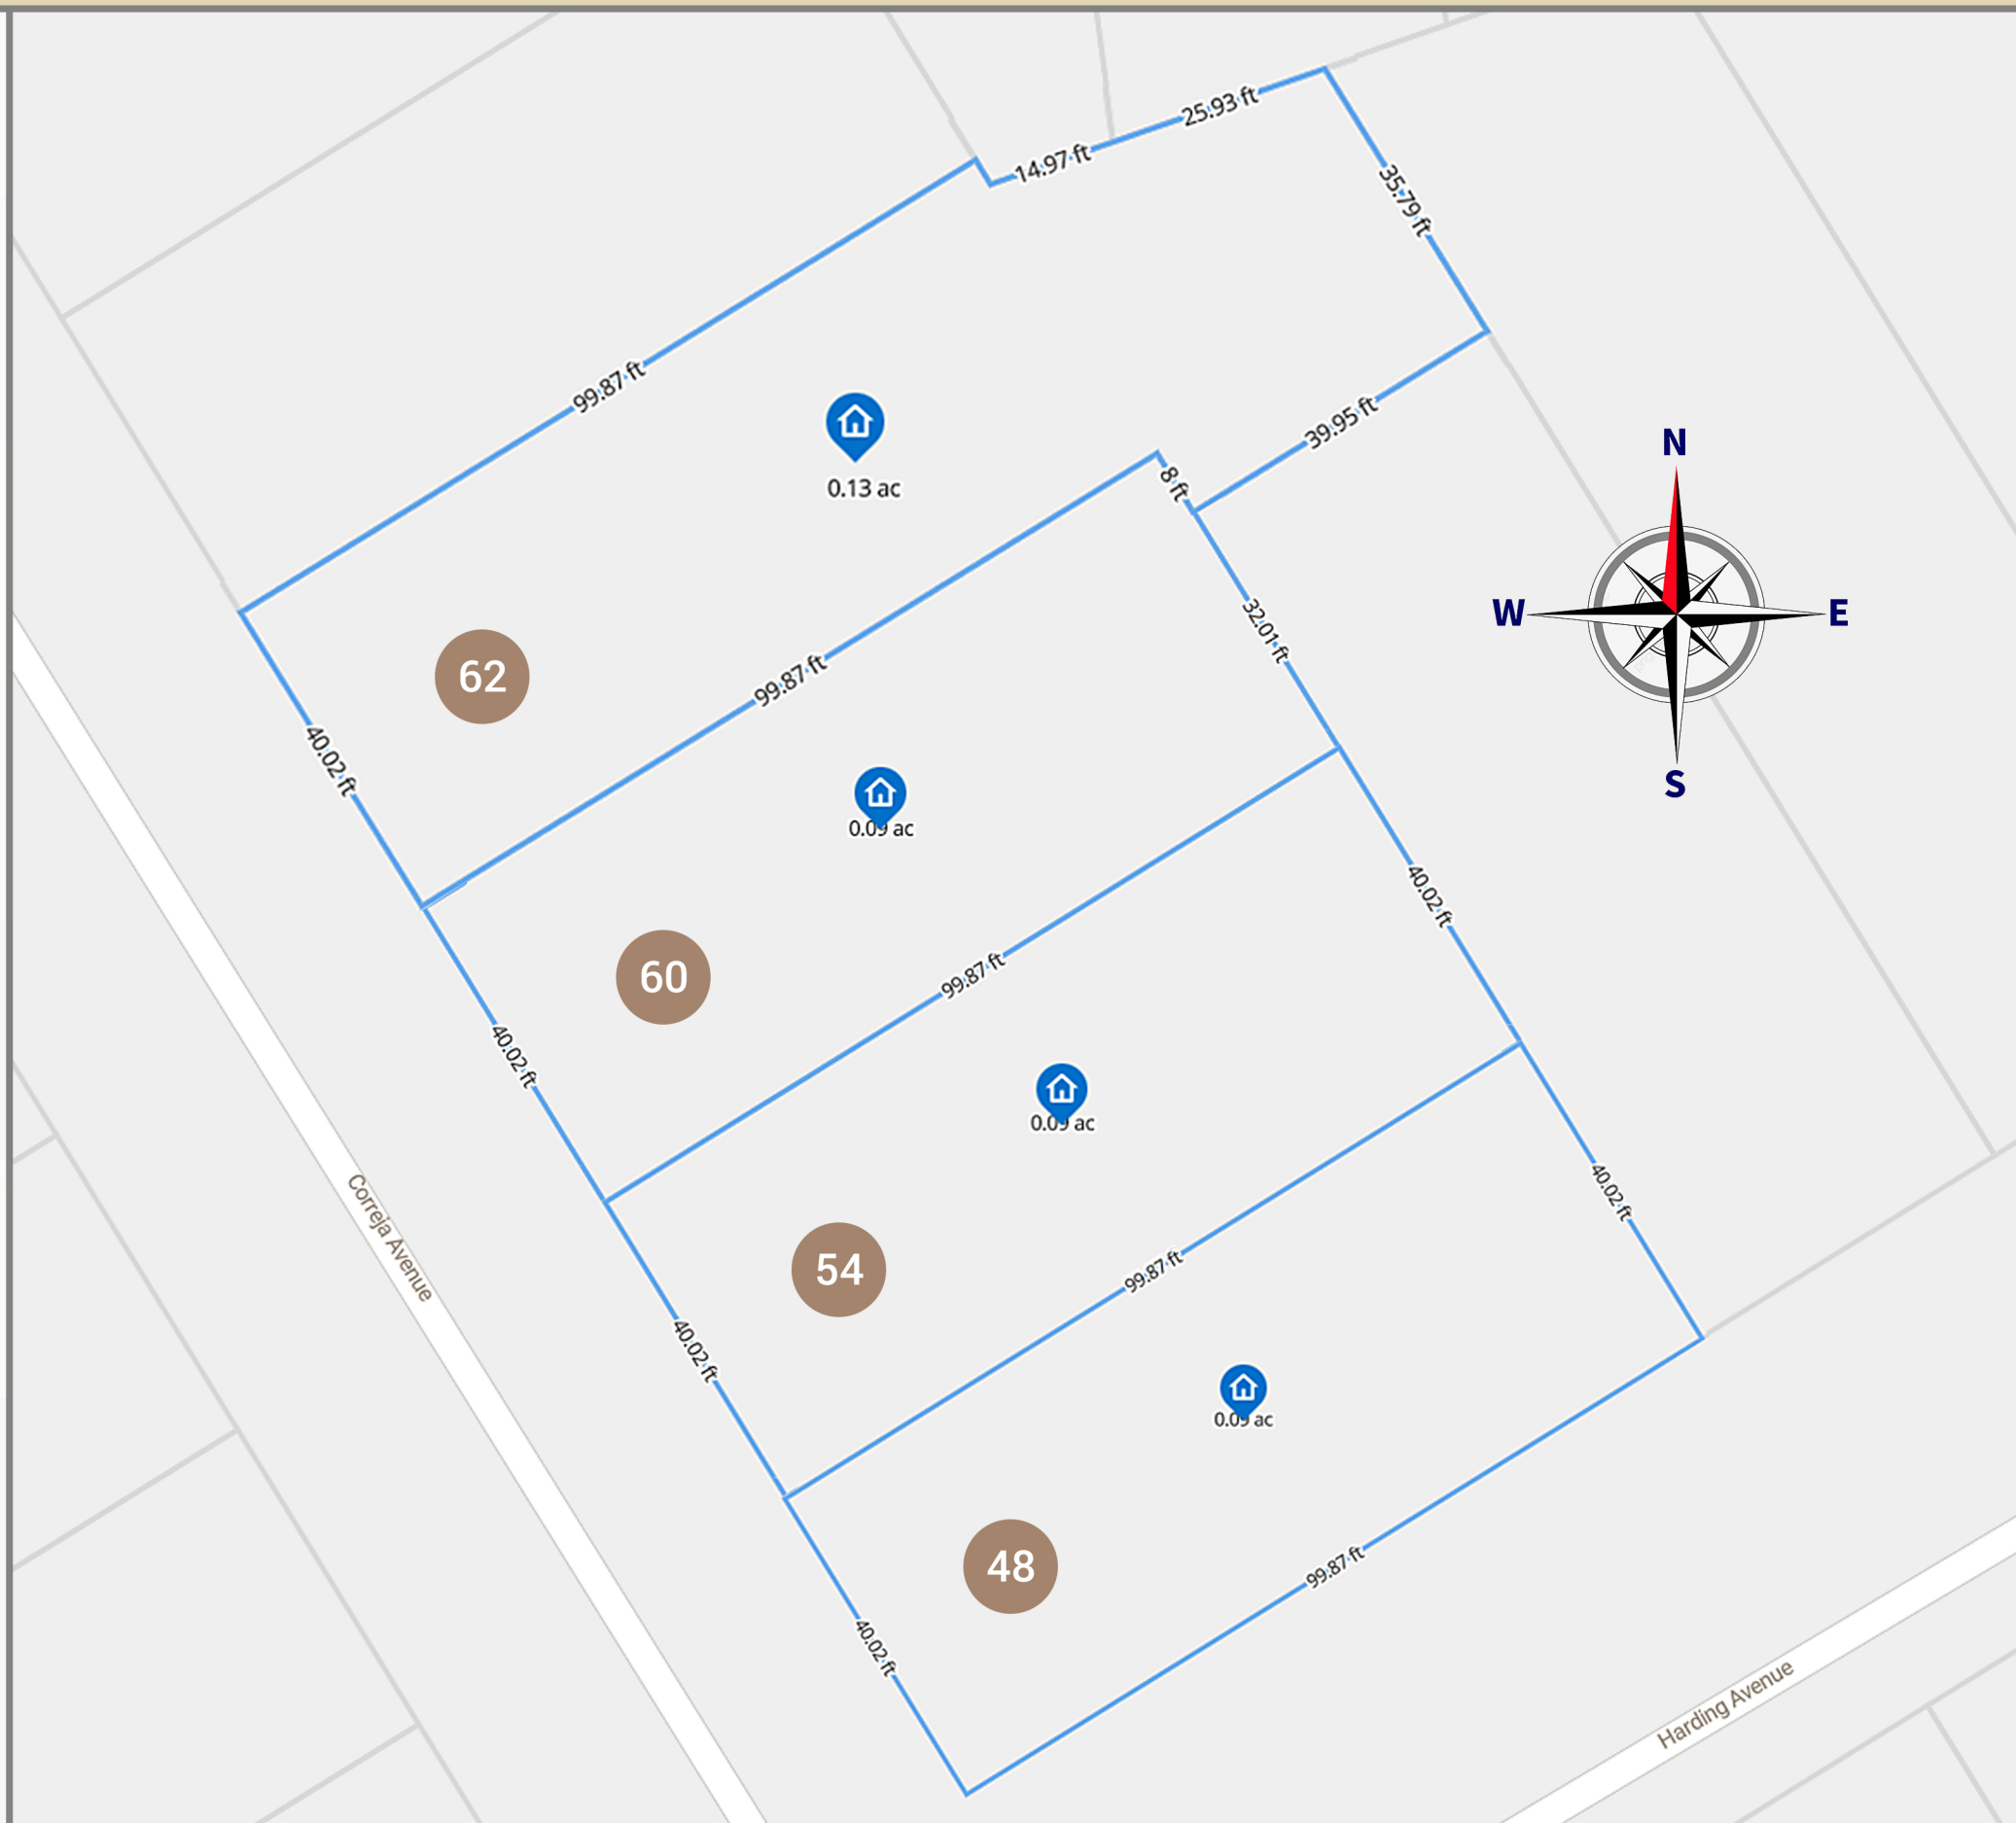 25.93 ft
14.97 ft
35.79 ft
99.87 ft
39.95 ft
N
8 ft
0.13 ac
W
E
32.01 ft
62
99.87 ft
40.02 ft
S
0.09 ac
40.02 ft
60
99.87 ft
40.02 ft
0.09 ac
40.02 ft
Correja Avenue
54
99.87 ft
40.02 ft
0.09 ac
48
99.87 ft
40.02 ft
Harding Avenue